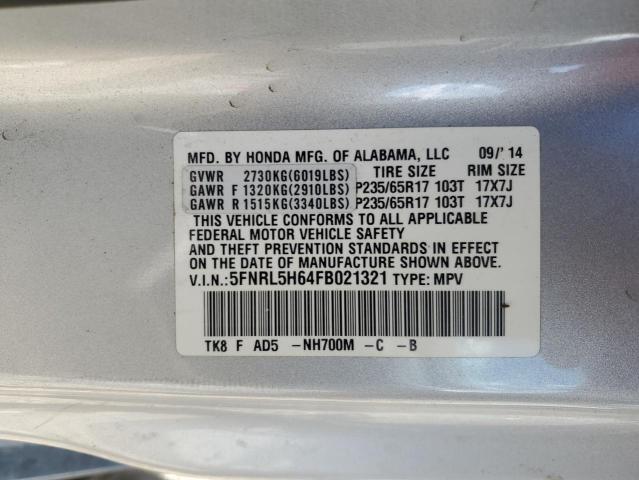 MFD. BY HONDA MFG. OF ALABAMA, LLC 09/'14
GVWR 2730KG(6019LBS) TIRE SIZE RIM SIZE
GAWR F 1320KG(2910LBS) P235/65R17 103T 17X7J
GAWR R 1515KG(3340LBS) P235/65R17 103T 17X7J
THIS VEHICLE CONFORMS TO ALL APPLICABLE
FEDERAL MOTOR VEHICLE SAFETY
AND THEFT PREVENTION STANDARDS IN EFFECT
ON THE DATE OF MANUFACTURE SHOWN ABOVE.
V.I.N.:5FNRL5H64FB021321 TYPE: MPV
TK8 F AD5 -NH700M -C -B